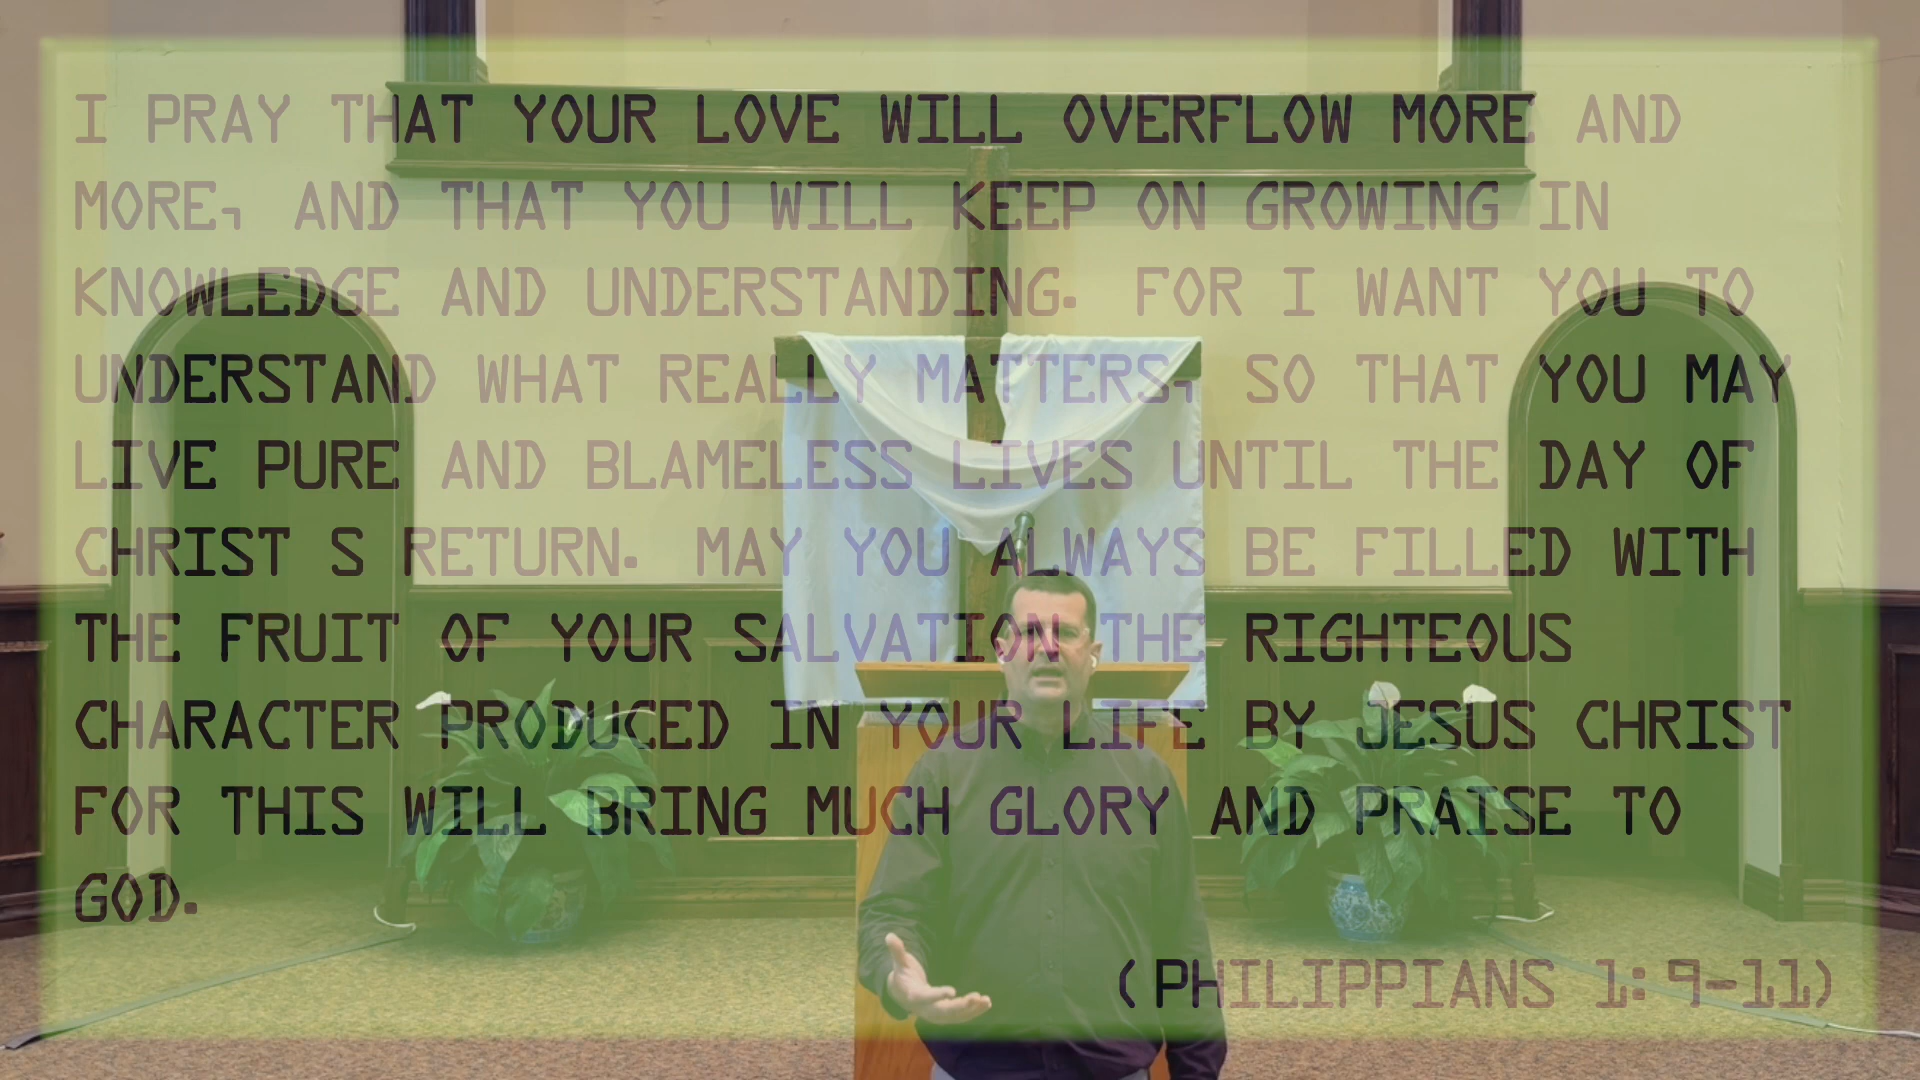 I PRAY THAT YOUR LOVE WILL OVERFLOW MORE AND
MORE, AND THAT YOU WILL KEEP ON GROWING IN
KNOWLEDGE AND UNDERSTANDING. FOR I WANT YOU TO
UNDERSTAND WHAT REALLY MATTERS, SO THAT YOU MAY
LIVE PURE AND BLAMELESS LIVES UNTIL THE DAY OF
CHRIST S RETURN. MAY YOU ALWAYS BE FILLED WITH
THE FRUIT OF YOUR SALVATION THE RIGHTEOUS
CHARACTER PRODUCED IN YOUR LIFE BY JESUS CHRIST
FOR THIS WILL BRING MUCH GLORY AND PRAISE TO
GOD.
(PHILIPPIANS 1:9-11)